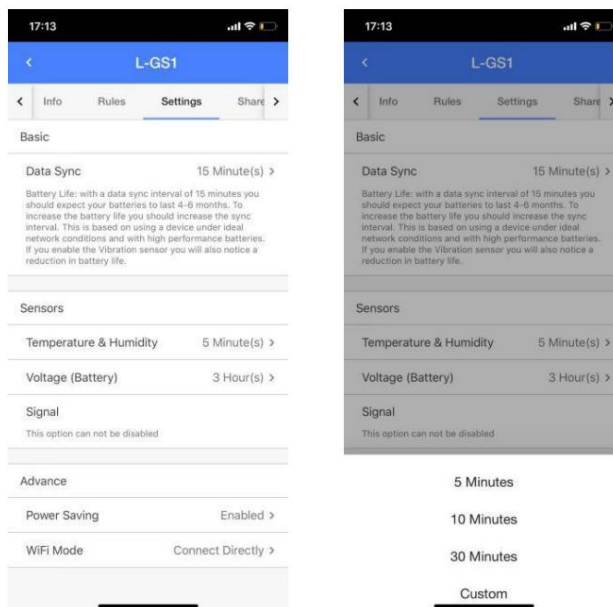 17:13
L-GS1
Info Rules Settings Share
Basic
Data Sync 15 Minute(s) >
Battery Life: with a data sync interval of 15 minutes you
should expect your batteries to last 4-6 months. To
increase the battery life you should increase the sync
interval. This is based on using a device under ideal
network conditions and with high performance batteries.
If you enable the Vibration sensor you will also notice a
reduction in battery life.
Sensors
Temperature & Humidity 5 Minute(s) >
Voltage (Battery) 3 Hour(s) >
Signal
This option can not be disabled
Advance
Power Saving Enabled >
WiFi Mode Connect Directly >
17:13
L-GS1
Info Rules Settings Share
Basic
Data Sync 15 Minute(s) >
Battery Life: with a data sync interval of 15 minutes you
should expect your batteries to last 4-6 months. To
increase the battery life you should increase the sync
interval. This is based on using a device under ideal
network conditions and with high performance batteries.
If you enable the Vibration sensor you will also notice a
reduction in battery life.
Sensors
Temperature & Humidity 5 Minute(s) >
Voltage (Battery) 3 Hour(s) >
Signal
This option can not be disabled
5 Minutes
10 Minutes
30 Minutes
Custom